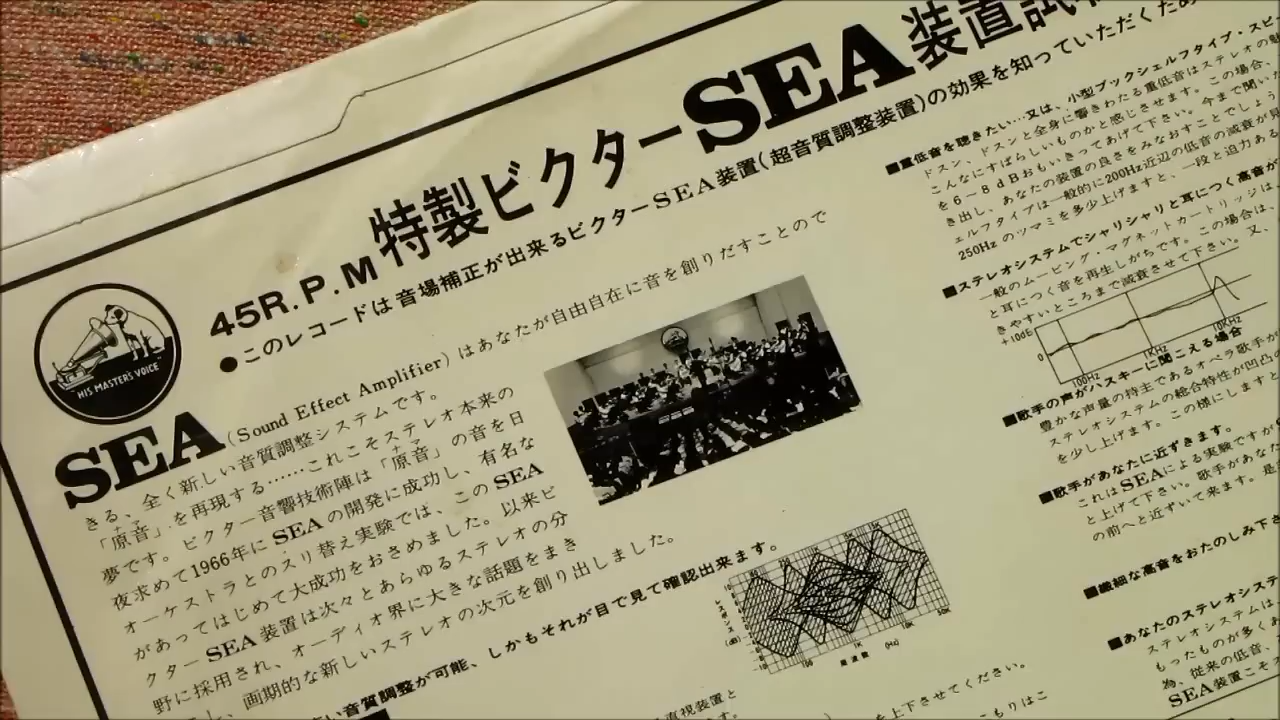 45R.P.M 特製ビクターSEA装置試
●このレコードは音場補正が出来るビクターSEA装置(超音質調整装置)の効果を知っていただくため
HIS MASTER'S VOICE
SEA(Sound Effect Amplifier)はあなたが自由自在に音を創りだすことので
きる、全く新しい音質調整システムです。
「原音」を再現する……これこそステレオ本来の
夢です。ビクター音響技術陣は「原音」の音を日
夜求めて1966年にSEAの開発に成功し、有名な
オーケストラとのスリ替え実験では、このSEA
があってはじめて大成功をおさめました。以来ビ
クターSEA装置は次々とあらゆるステレオの分
野に採用され、オーディオ界に大きな話題をまき
画期的な新しいステレオの次元を創り出しました。
音質調整が可能、しかもそれが目で見て確認出来ます。
レスポンス(dB)
周波数 (Hz)
直視装置と
を上下させてください。
こもりはこ
■重低音を聴きたい…又は、小型ブックシェルフタイプ・スピ
ドスン、ドスンと全身に響きわたる重低音はステレオの魅
こんなにすばらしいものかと感じさせます。この場合、
を6－8dBおもいきってあげて下さい。今まで聞いた
き出し、あなたの装置の良さをみなおすことでしょう
ェルフタイプは一般的に200Hz近辺の低音の減衰が見
250Hzのツマミを多少上げますと、一段と迫力ある
■ステレオシステムでシャリシャリと耳につく高音が
一般のムービング・マグネットカートリッジは
と耳につく音を再生しがちです。この場合は、
きやすいところまで減衰させて下さい。又、
+10dB
0
100Hz
1KHz
10KHz
■歌手の声がハスキーに聞こえる場合
豊かな声量の持主であるオペラ歌手が
ステレオシステムの総合特性が凹凸
を少し上げます。この様にしますと
■歌手があなたに近ずきます。
これはSEAによる実験ですが
と上げて下さい。歌手があな
の前へと近ずいて来ます。是
■繊細な高音をおたのしみ下さ
■あなたのステレオシステ
ステレオシステムは
もったものが多くあ
為、従来の低音、
SEA装置こそ